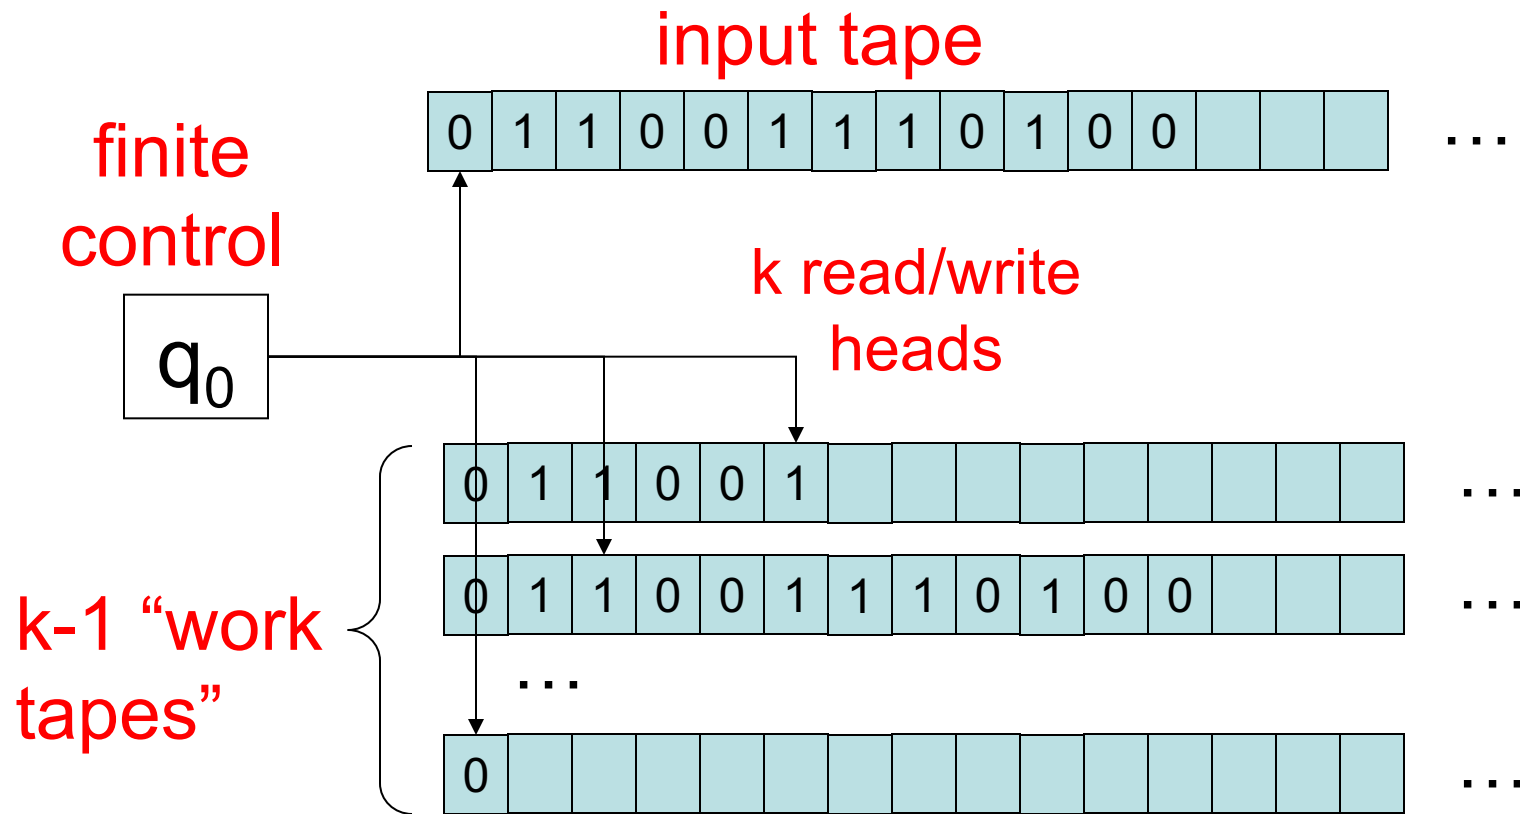 input tape
0 1 1 0 0 1 1 1 0 1 0 0 ...
finite
control
k read/write
heads
q₀
0 1 1 0 0 1 ...
0 1 1 0 0 1 1 1 0 1 0 0 ...
k-1 “work
tapes”
...
0 ...